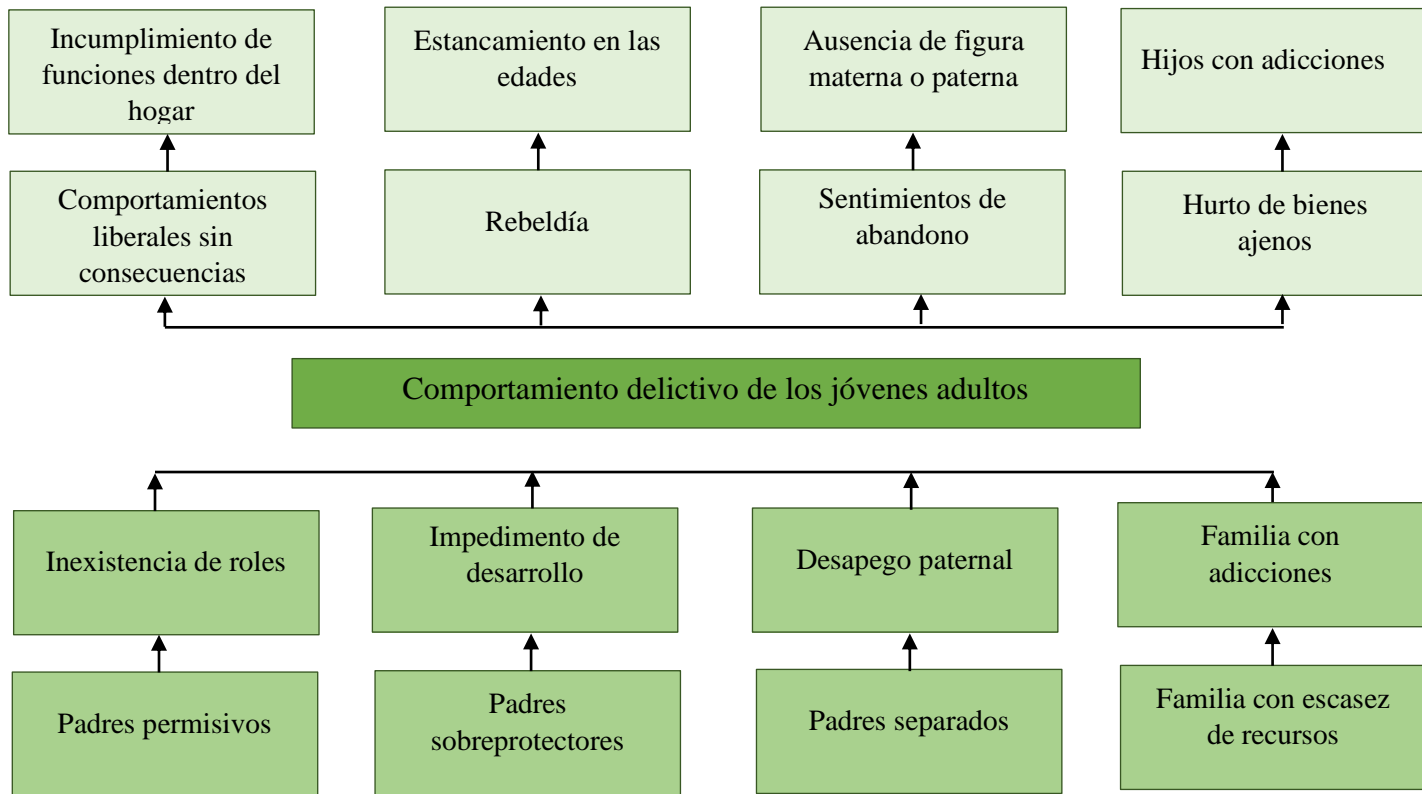 Incumplimiento de
funciones dentro del
hogar
Estancamiento en las
edades
Ausencia de figura
materna o paterna
Hijos con adicciones
Comportamientos
liberales sin
consecuencias
Rebeldía
Sentimientos de
abandono
Hurto de bienes
ajenos
Comportamiento delictivo de los jóvenes adultos
Inexistencia de roles
Impedimento de
desarrollo
Desapego paternal
Familia con
adicciones
Padres permisivos
Padres
sobreprotectores
Padres separados
Familia con escasez
de recursos